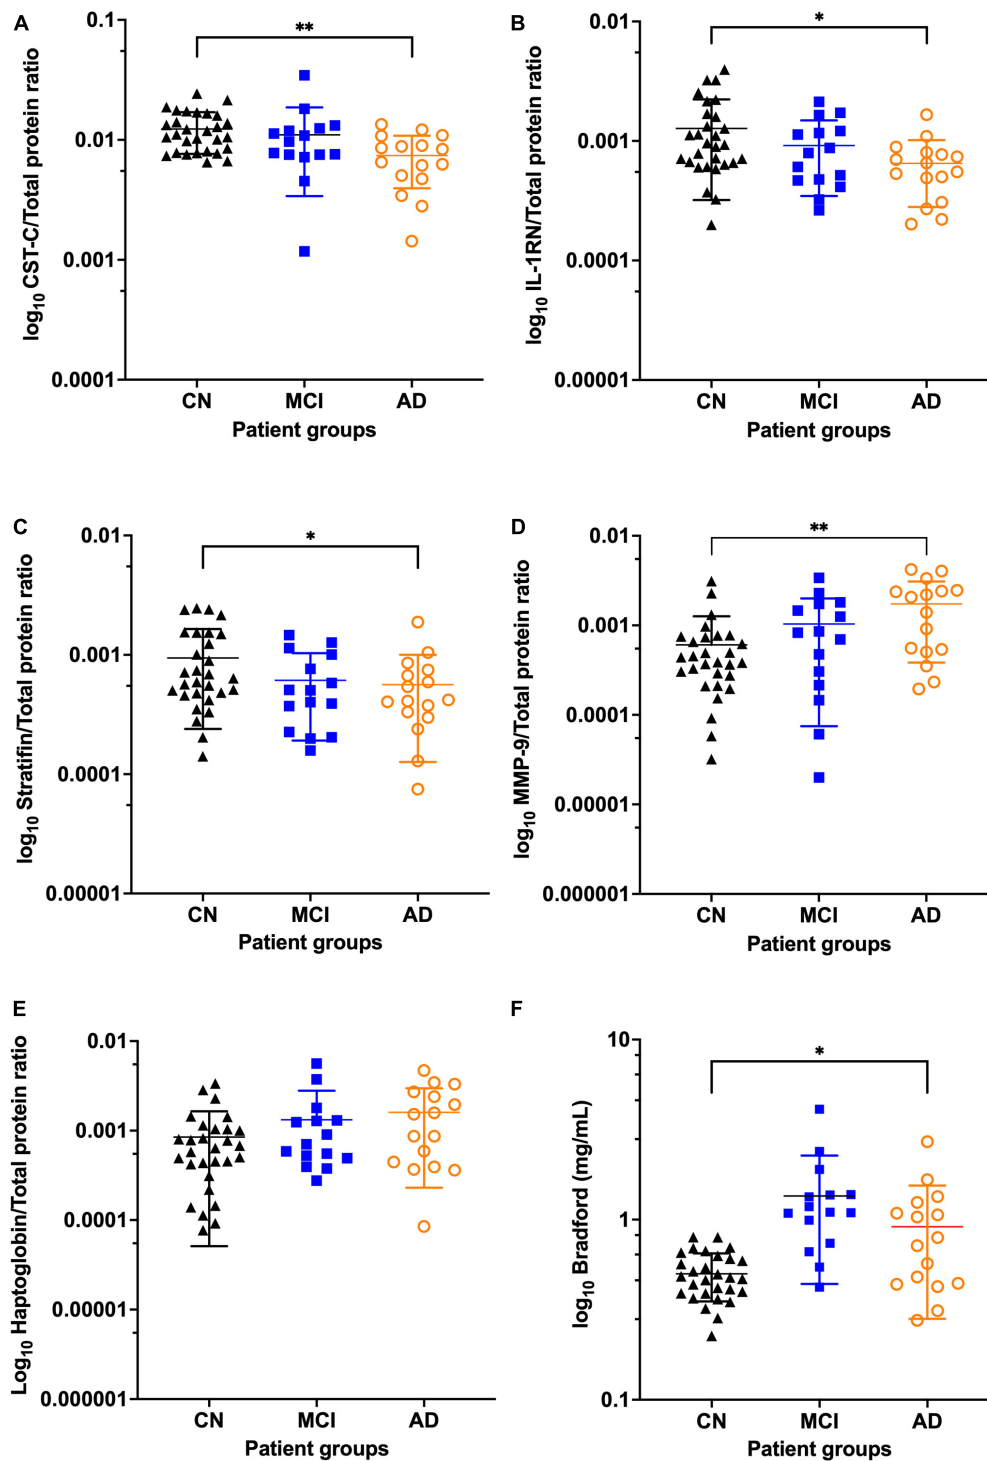 A
log10 CST-C/Total protein ratio
0.1
0.01
0.001
0.0001
**
CN MCI AD
Patient groups
B
log10 IL-1RN/Total protein ratio
0.01
0.001
0.0001
0.00001
*
CN MCI AD
Patient groups
C
log10 Stratifin/Total protein ratio
0.01
0.001
0.0001
0.00001
*
CN MCI AD
Patient groups
D
log10 MMP-9/Total protein ratio
0.01
0.001
0.0001
0.00001
0.000001
**
CN MCI AD
Patient groups
E
Log10 Haptoglobin/Total protein ratio
0.01
0.001
0.0001
0.00001
0.000001
CN MCI AD
Patient groups
F
log10 Bradford (mg/mL)
10
1
0.1
*
CN MCI AD
Patient groups